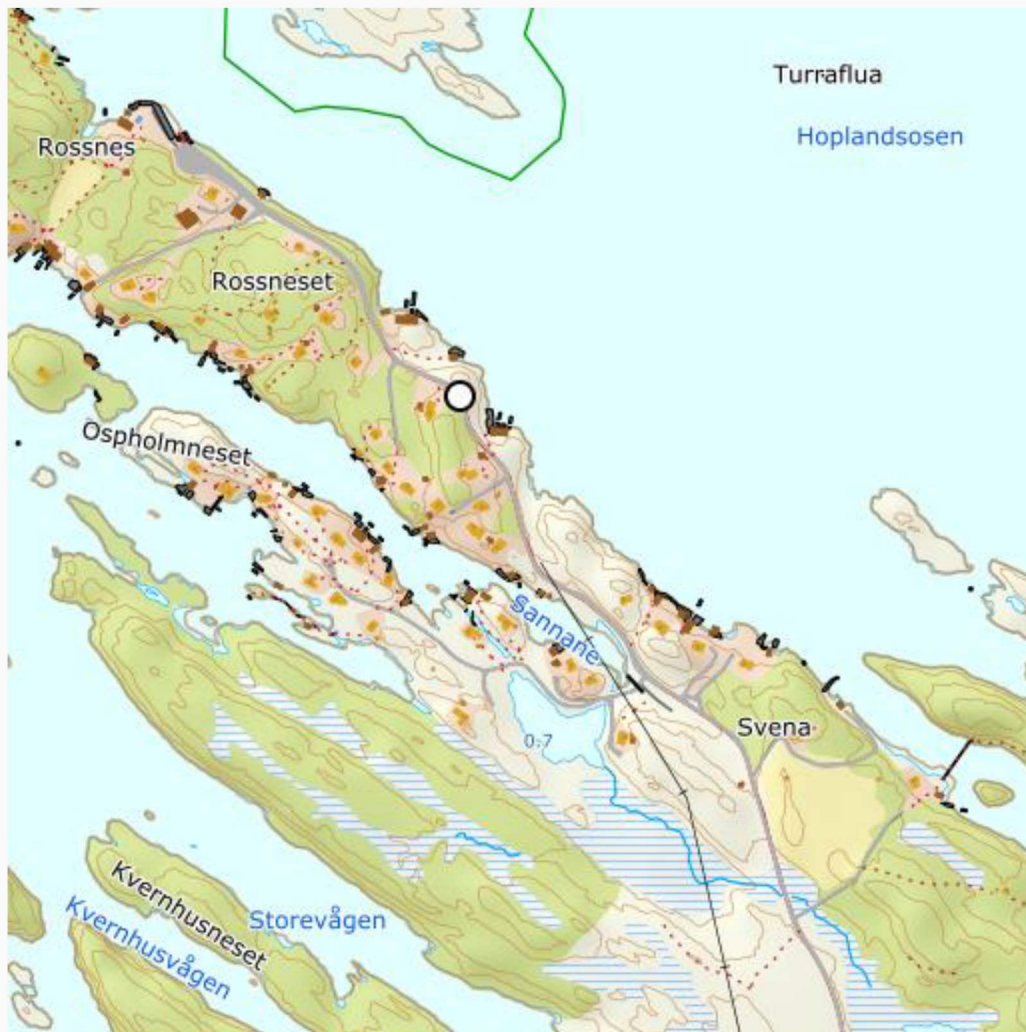 Turraflua
Hoplandsosen
Rossnes
Rossneset
Ospholmneset
Sannane
Svena
0.7
Kvernhusneset
Storevågen
Kvernhusvågen